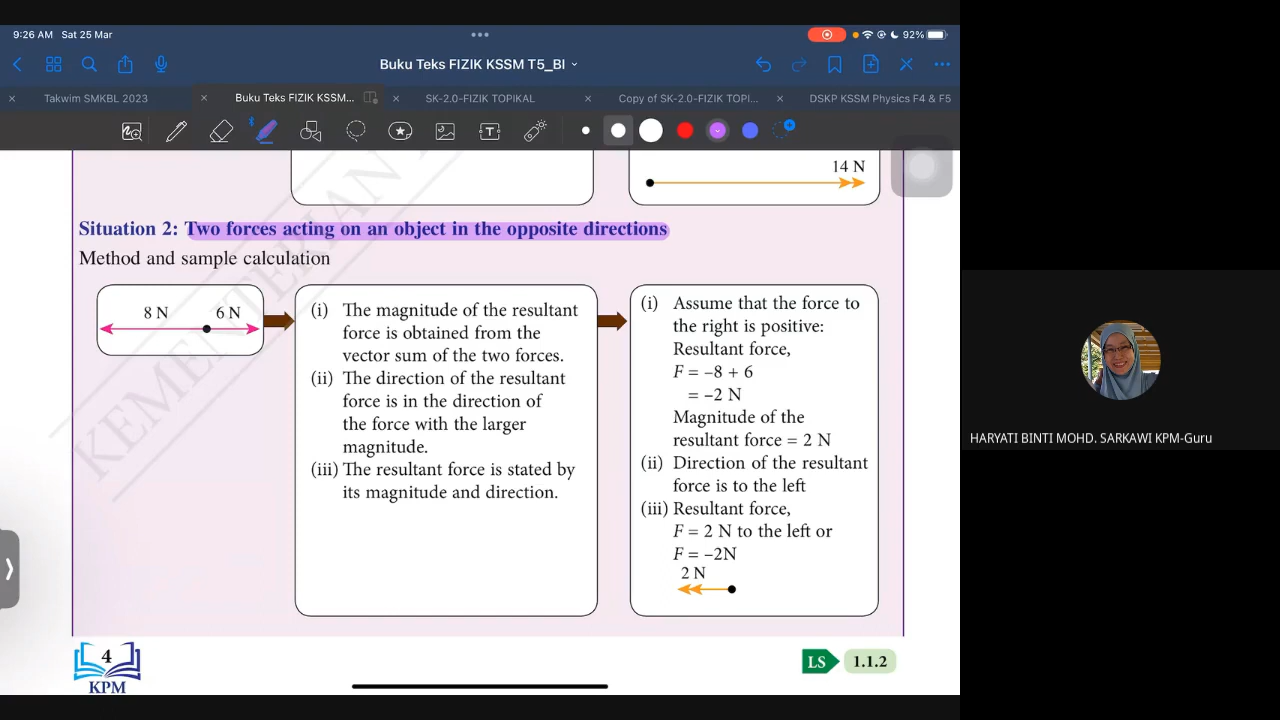 9:26 AM Sat 25 Mar
92%
Buku Teks FIZIK KSSM T5_BI
Takwim SMKBL 2023
Buku Teks FIZIK KSSM...
SK-2.0-FIZIK TOPIKAL
Copy of SK-2.0-FIZIK TOPI...
DSKP KSSM Physics F4 & F5
14 N
Situation 2: Two forces acting on an object in the opposite directions
Method and sample calculation
8 N 6 N
(i) The magnitude of the resultant
force is obtained from the
vector sum of the two forces.
(ii) The direction of the resultant
force is in the direction of
the force with the larger
magnitude.
(iii) The resultant force is stated by
its magnitude and direction.
(i) Assume that the force to
the right is positive:
Resultant force,
F = –8 + 6
= –2 N
Magnitude of the
resultant force = 2 N
(ii) Direction of the resultant
force is to the left
(iii) Resultant force,
F = 2 N to the left or
F = –2N
2 N
KEMENTERIAN
4
KPM
LS 1.1.2
HARYATI BINTI MOHD. SARKAWI KPM-Guru